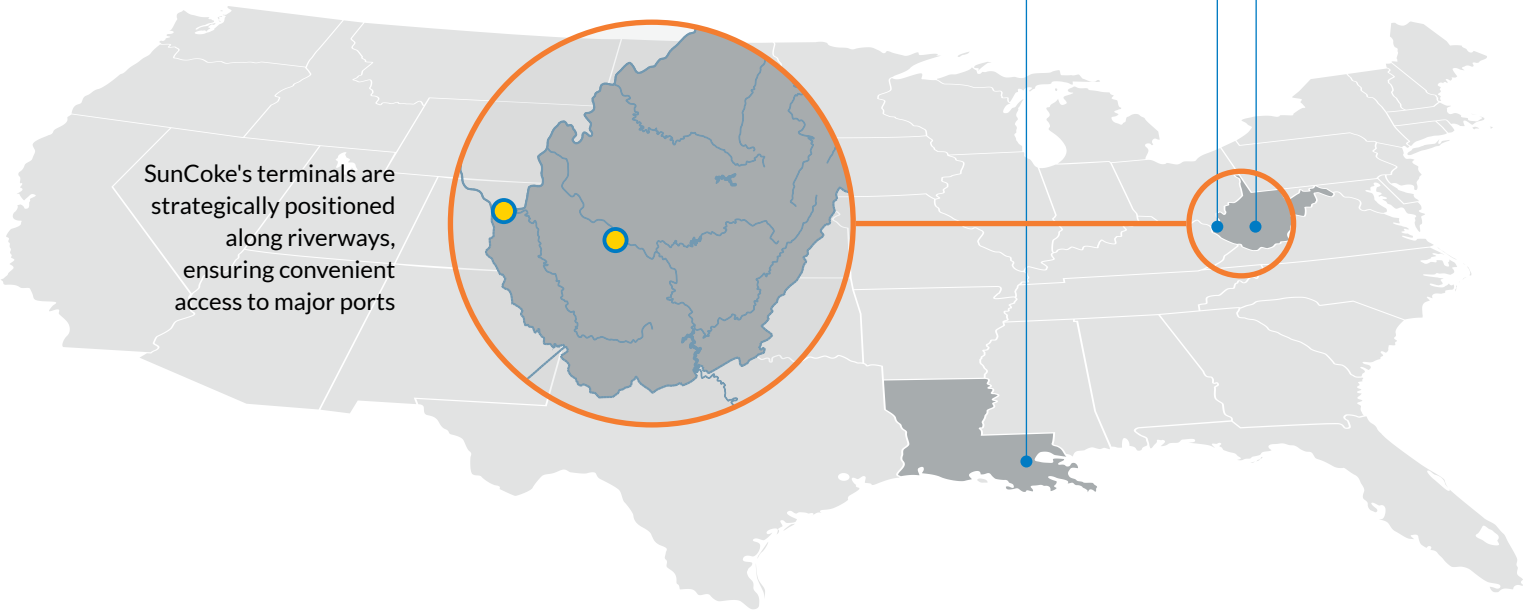 SunCoke's terminals are
strategically positioned
along riverways,
ensuring convenient
access to major ports